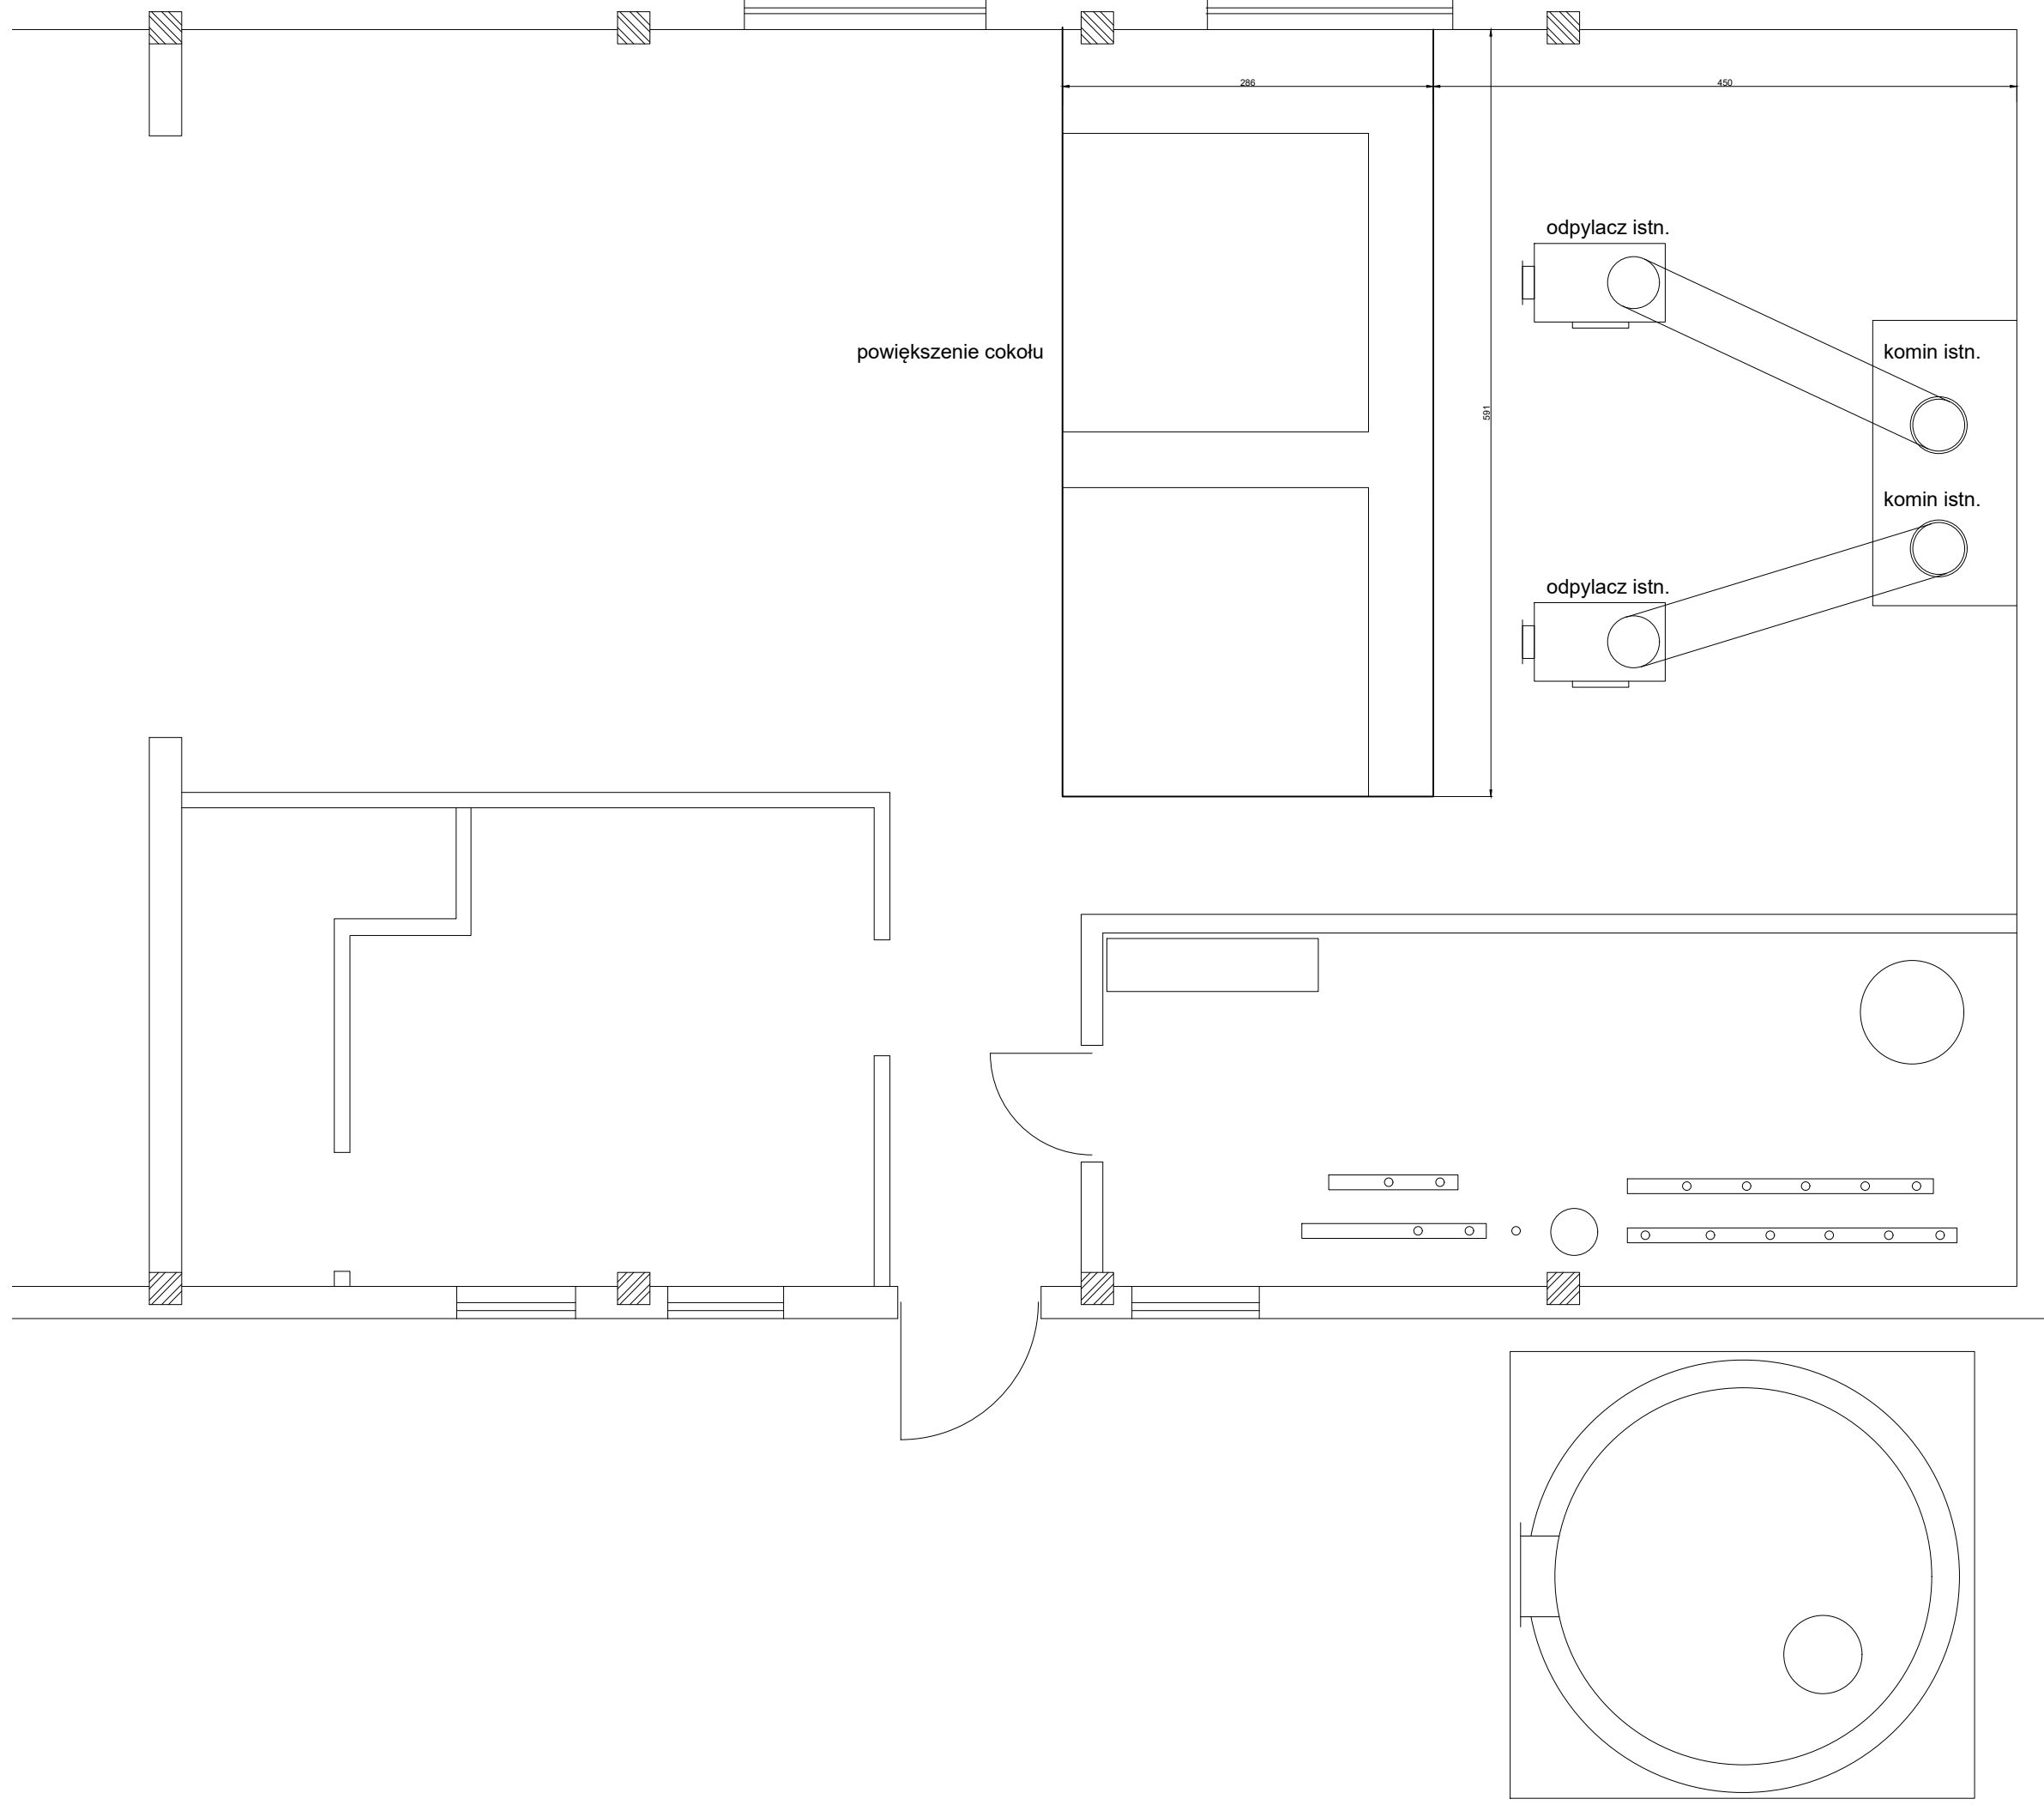 286
450
odpylacz istn.
powiększenie cokołu
komin istn.
591
komin istn.
odpylacz istn.